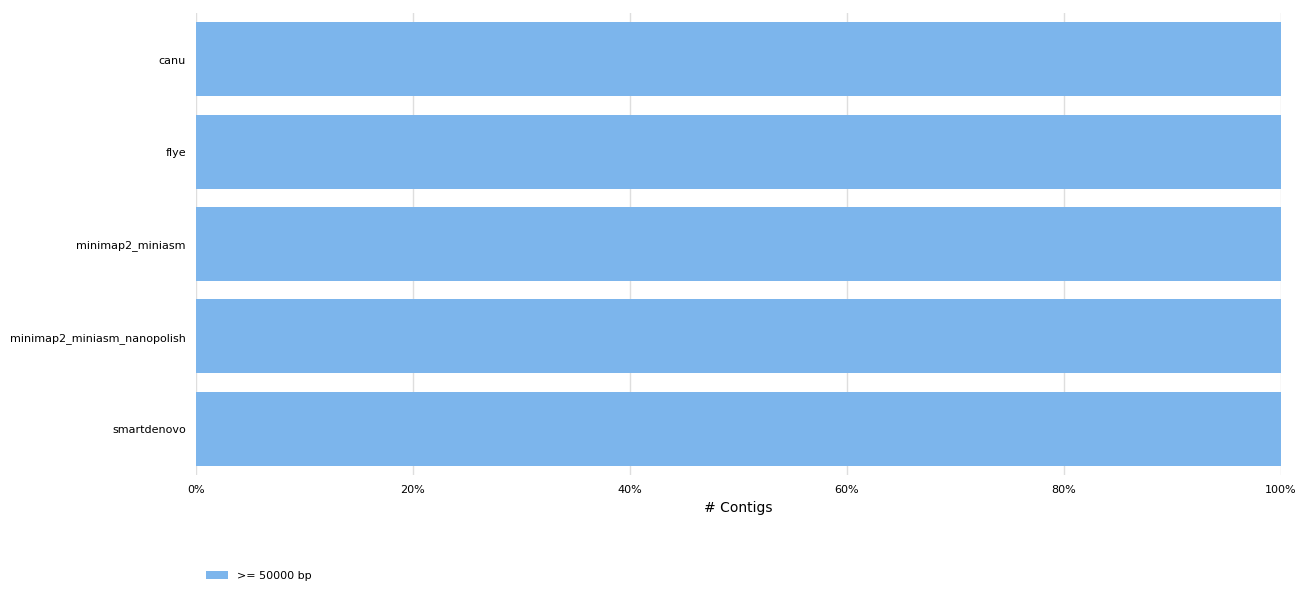 canu
flye
minimap2_miniasm
minimap2_miniasm_nanopolish
smartdenovo
0% 20% 40% 60% 80% 100%
# Contigs
>= 50000 bp